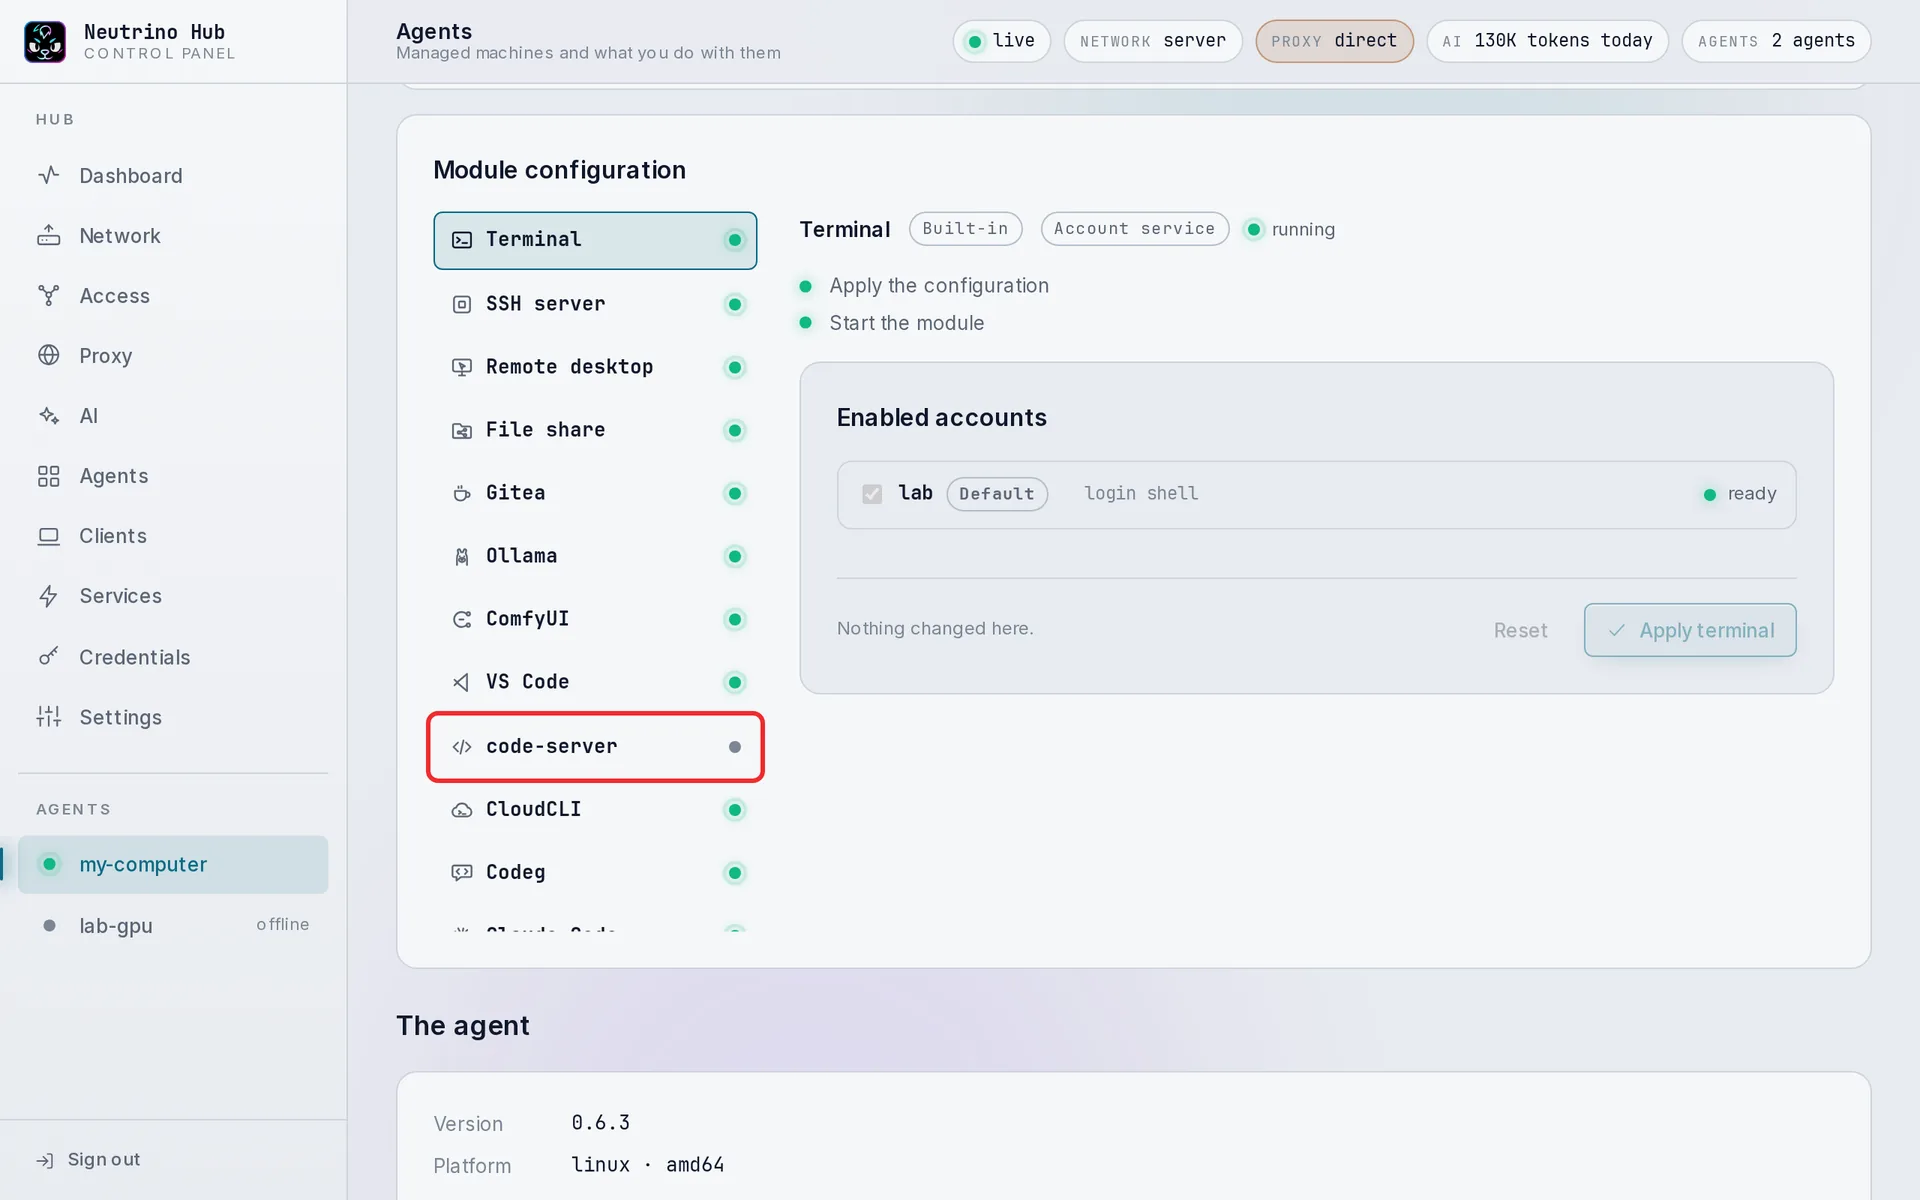 Neutrino Hub
CONTROL PANEL
Agents
Managed machines and what you do with them
live
NETWORK server
PROXY direct
AI 130K tokens today
AGENTS 2 agents
HUB
Dashboard
Network
Access
Proxy
AI
Agents
Clients
Services
Credentials
Settings
AGENTS
my-computer
lab-gpu offline
Sign out
Module configuration
Terminal
SSH server
Remote desktop
File share
Gitea
Ollama
ComfyUI
VS Code
code-server
CloudCLI
Codeg
Terminal Built-in Account service running
Apply the configuration
Start the module
Enabled accounts
lab Default login shell ready
Nothing changed here. Reset Apply terminal
The agent
Version 0.6.3
Platform linux · amd64